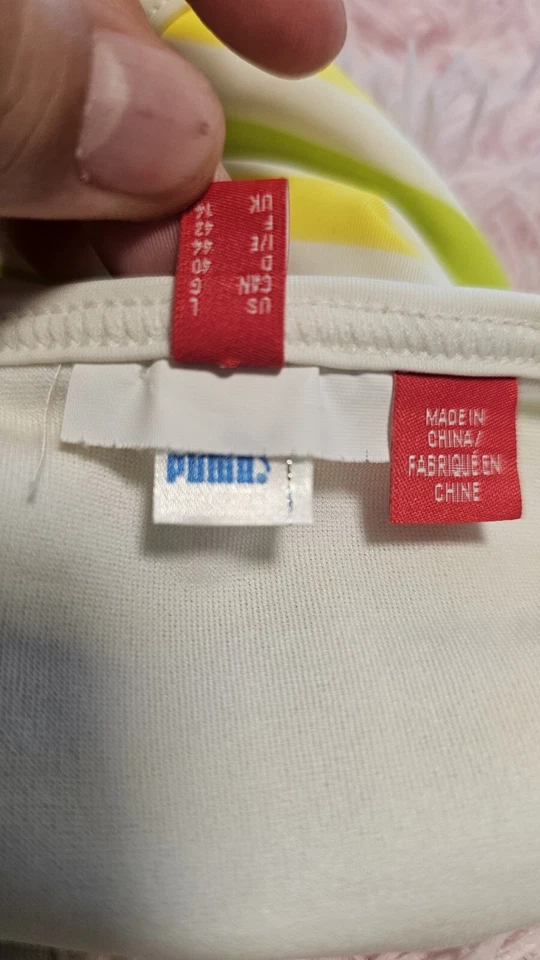 US L
CAN G
D 40
I/E 44
F 42
UK 14
puma
MADE IN
CHINA/
FABRIQUÉ EN
CHINE